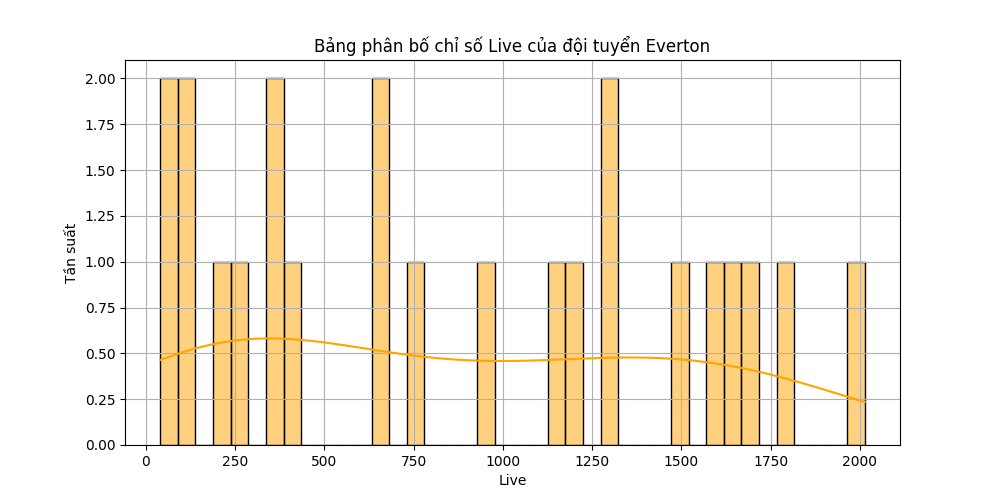 Bảng phân bố chỉ số Live của đội tuyển Everton
2.00
1.75
1.50
1.25
1.00
0.75
0.50
0.25
0.00
Tần suất
0 250 500 750 1000 1250 1500 1750 2000
Live